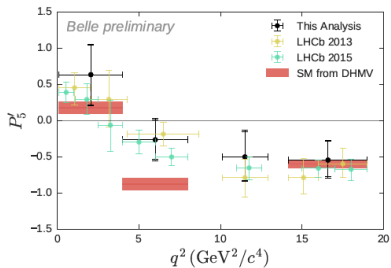 Belle preliminary
This Analysis
LHCb 2013
LHCb 2015
SM from DHMV
1.5
1.0
0.5
0.0
−0.5
−1.0
−1.5
P′5
0 5 10 15 20
q² (GeV²/c⁴)